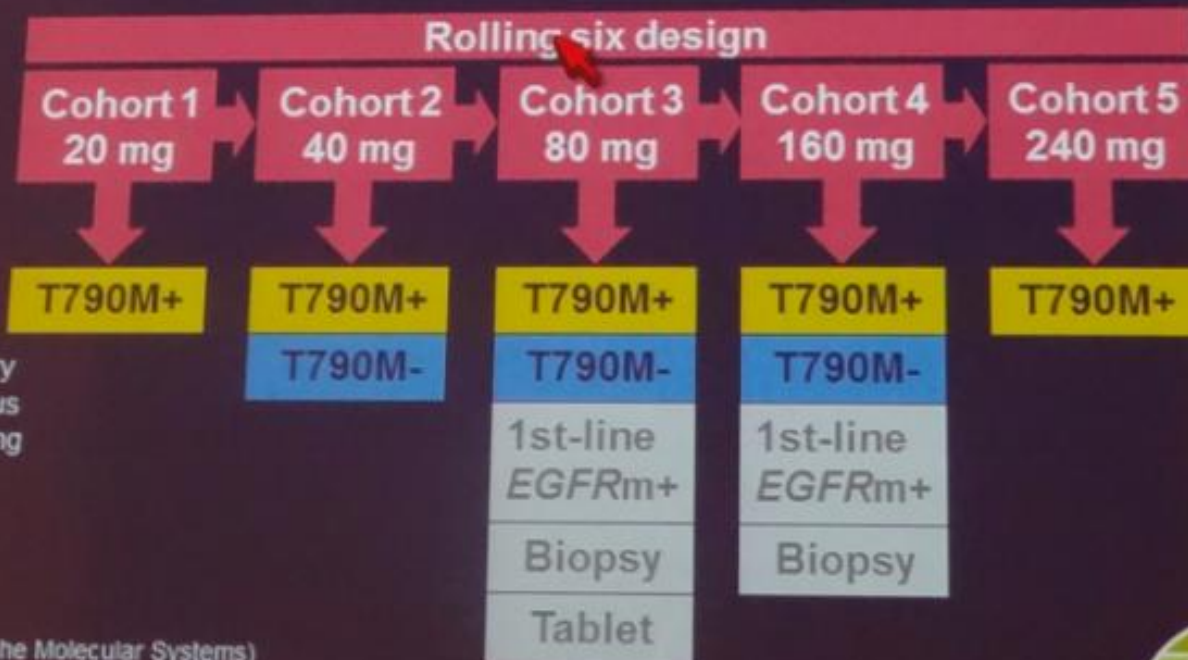 Rolling six design
Cohort 1
20 mg
Cohort 2
40 mg
Cohort 3
80 mg
Cohort 4
160 mg
Cohort 5
240 mg
T790M+
T790M+
T790M-
T790M+
T790M-
1st-line
EGFRm+
Biopsy
Tablet
T790M+
T790M-
1st-line
EGFRm+
Biopsy
T790M+
Molecular Systems)